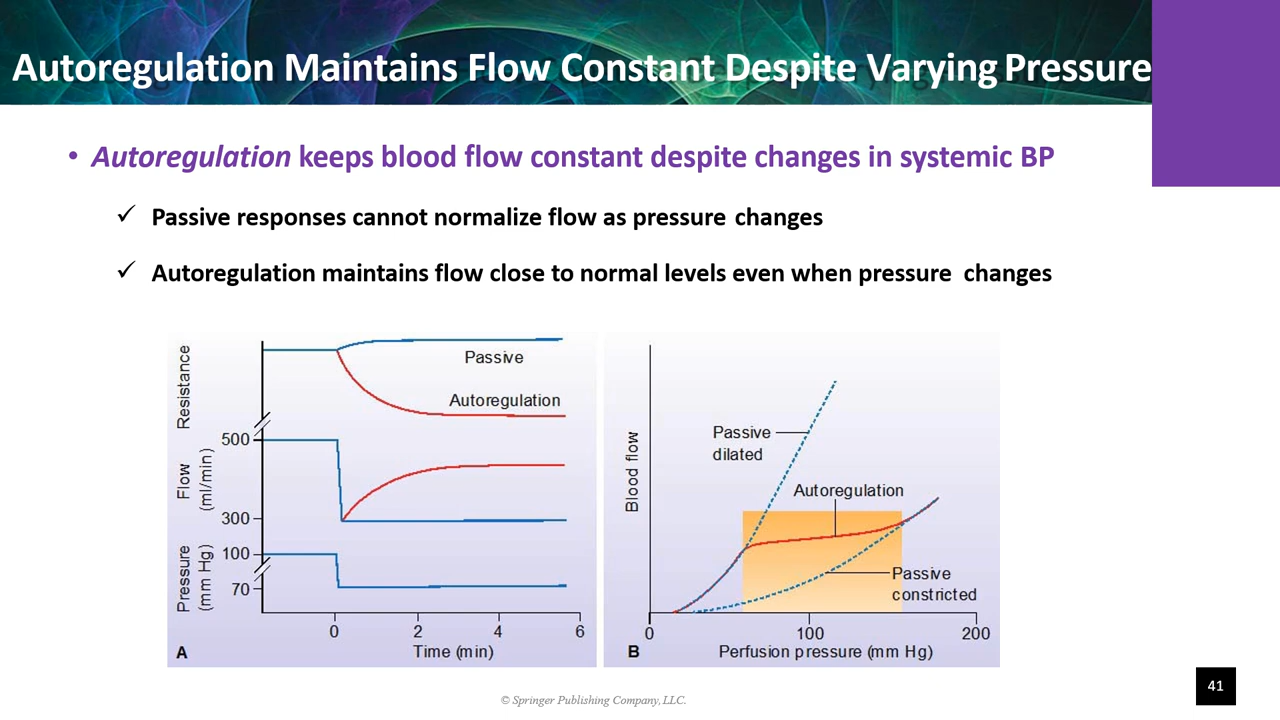 Autoregulation Maintains Flow Constant Despite Varying Pressure
• Autoregulation keeps blood flow constant despite changes in systemic BP
✓ Passive responses cannot normalize flow as pressure changes
✓ Autoregulation maintains flow close to normal levels even when pressure changes
Resistance
Passive
Autoregulation
Flow
(ml/min)
500
300
Pressure
(mm Hg)
100
70
0 2 4 6
A Time (min)
Blood flow
Passive
dilated
Autoregulation
Passive
constricted
0 100 200
B Perfusion pressure (mm Hg)
© Springer Publishing Company, LLC.
41